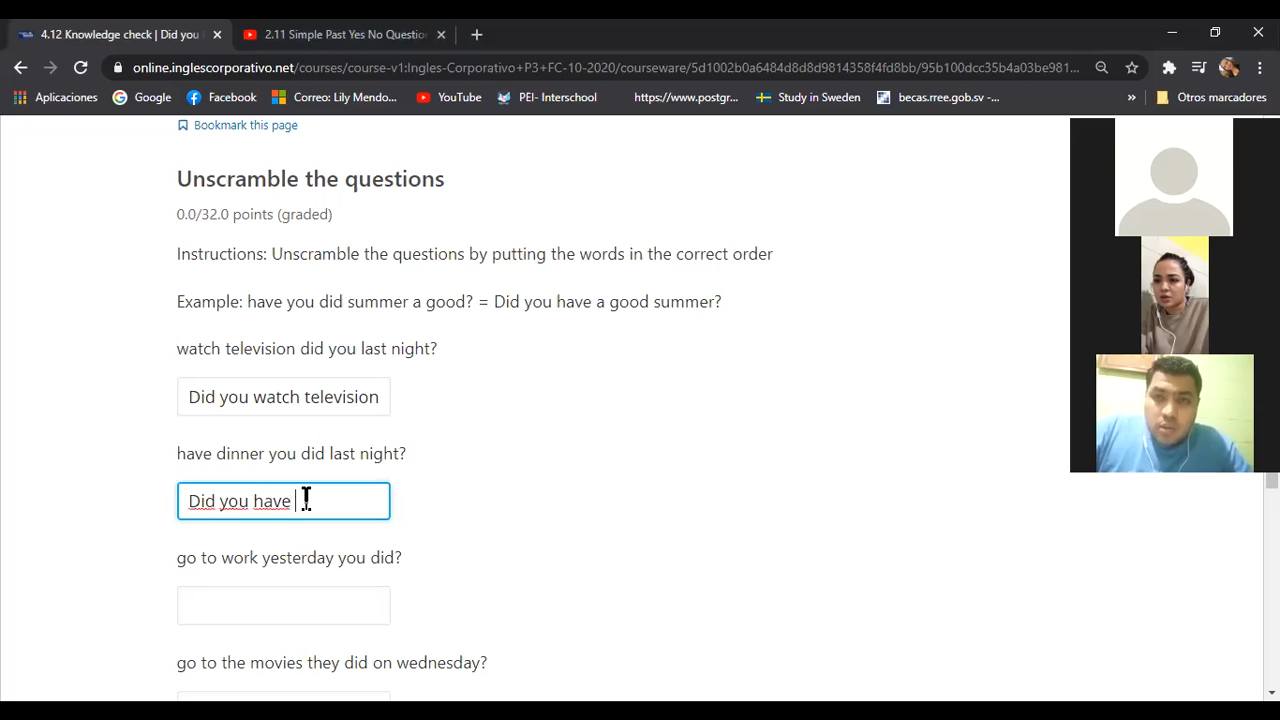 4.12 Knowledge check | Did you
2.11 Simple Past Yes No Questio
online.inglescorporativo.net/courses/course-v1:Ingles-Corporativo+P3+FC-10-2020/courseware/5d1002b0a6484d8d8d9814358f4fd8bb/95b100dcc35b4a03be981...
Aplicaciones Google Facebook Correo: Lily Mendo... YouTube PEI- Interschool https://www.postgr... Study in Sweden becas.rree.gob.sv -... » Otros marcadores
Bookmark this page
Unscramble the questions
0.0/32.0 points (graded)
Instructions: Unscramble the questions by putting the words in the correct order
Example: have you did summer a good? = Did you have a good summer?
watch television did you last night?
Did you watch television
have dinner you did last night?
Did you have
go to work yesterday you did?
go to the movies they did on wednesday?